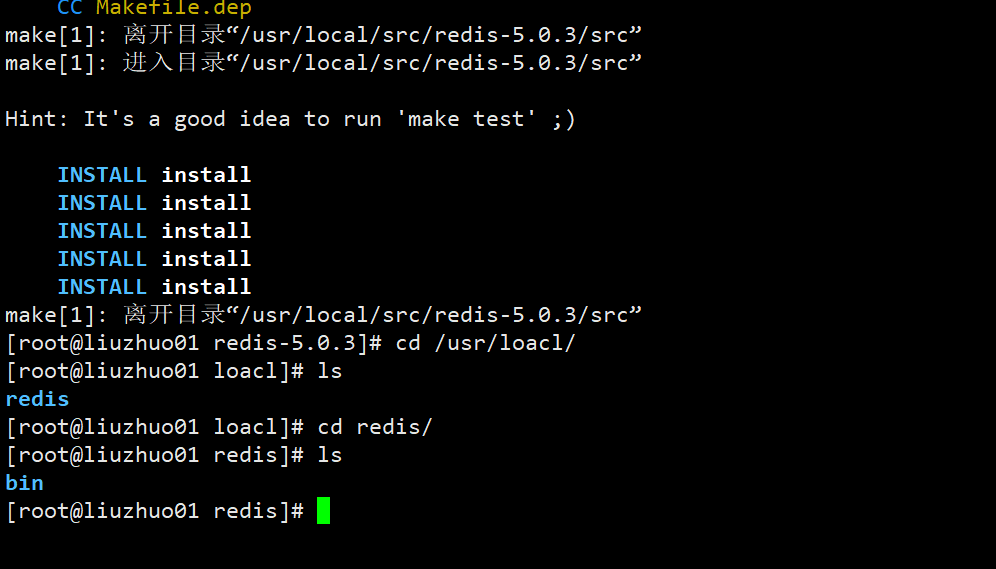 CC Makefile.dep
make[1]: 离开目录“/usr/local/src/redis-5.0.3/src”
make[1]: 进入目录“/usr/local/src/redis-5.0.3/src”
Hint: It's a good idea to run 'make test' ;)
INSTALL install
INSTALL install
INSTALL install
INSTALL install
INSTALL install
make[1]: 离开目录“/usr/local/src/redis-5.0.3/src”
[root@liuzhuo01 redis-5.0.3]# cd /usr/loacl/
[root@liuzhuo01 loacl]# ls
redis
[root@liuzhuo01 loacl]# cd redis/
[root@liuzhuo01 redis]# ls
bin
[root@liuzhuo01 redis]#